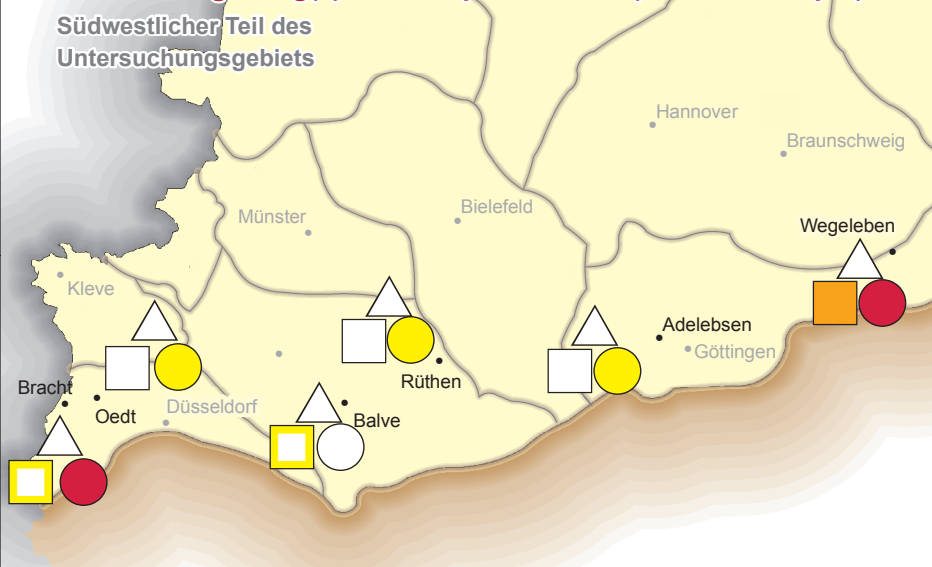 Südwestlicher Teil des
Untersuchungsgebiets
Hannover
Braunschweig
Münster
Bielefeld
Wegeleben
Kleve
Adelebsen
Göttingen
Rüthen
Bracht
Oedt
Düsseldorf
Balve